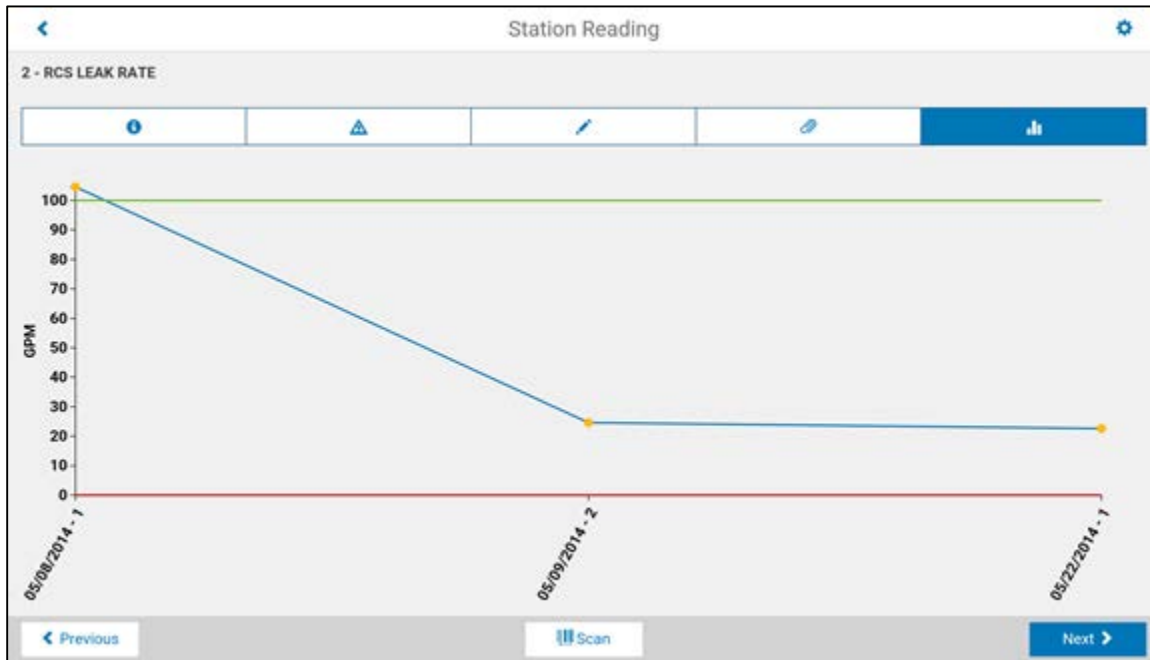 Station Reading
2 - RCS LEAK RATE
100
90
80
70
60
50
40
30
20
10
0
GPM
05/08/2014 - 1
05/09/2014 - 2
05/22/2014 - 1
Previous
Scan
Next